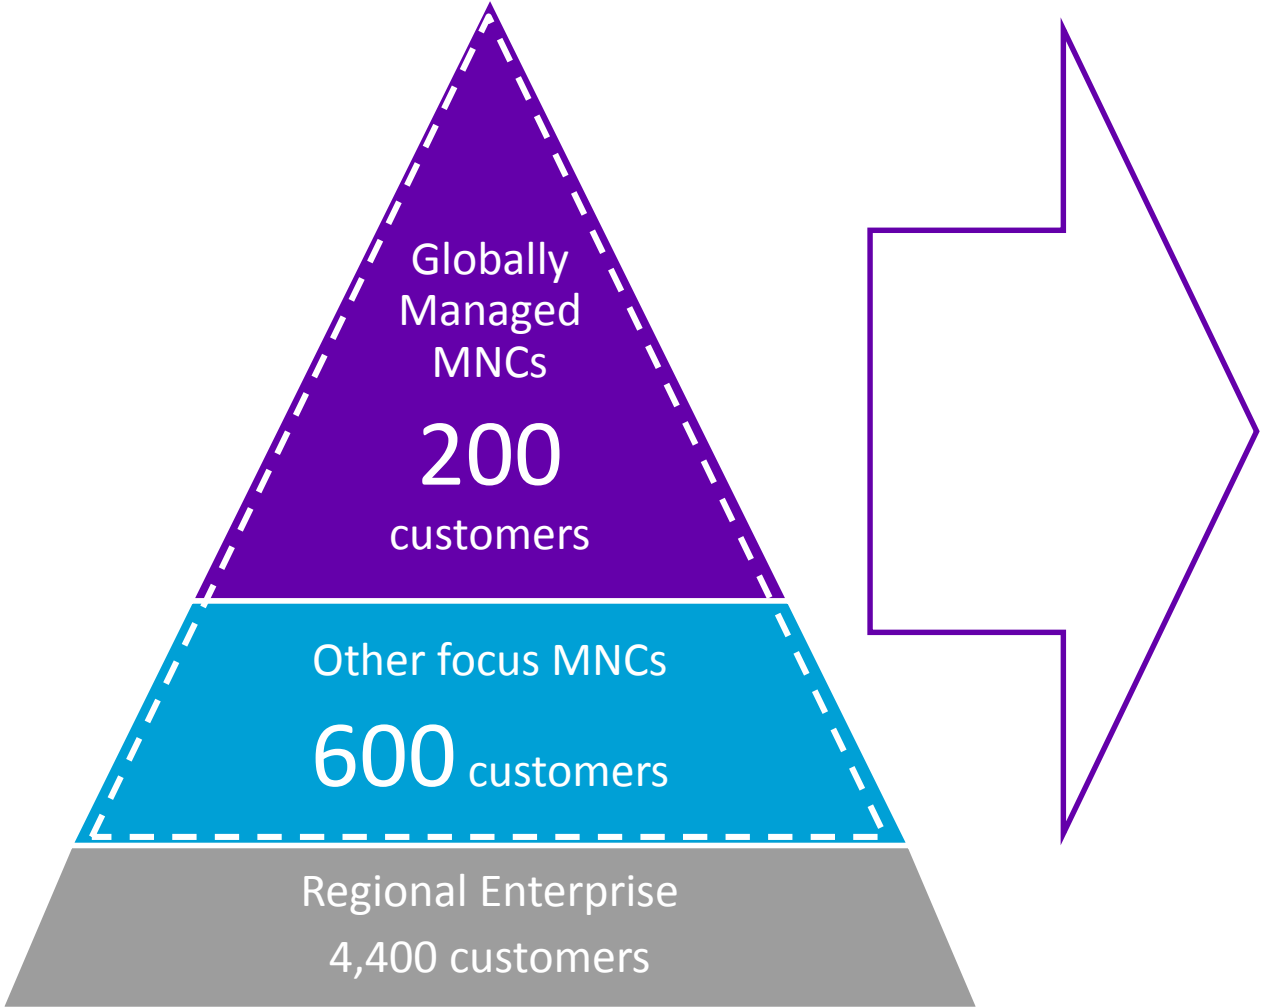 Globally
Managed
MNCs
200
customers
Other focus MNCs
600 customers
Regional Enterprise
4,400 customers